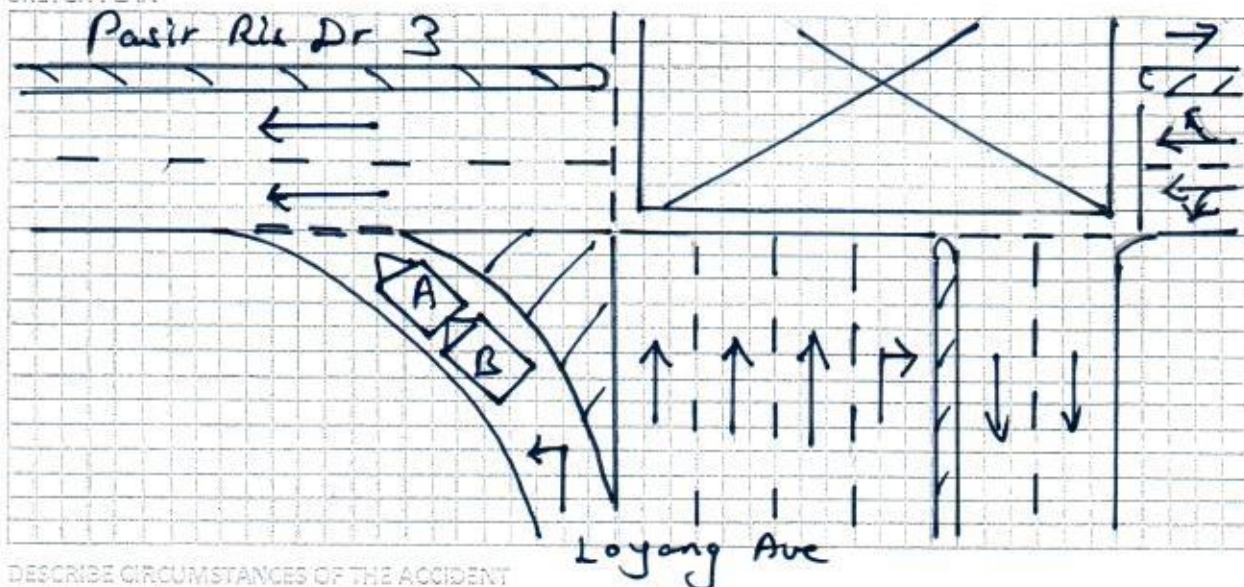 Pasir Ris Dr 3
A
B
Loyang Ave
DESCRIBE CIRCUMSTANCES OF THE ACCIDENT